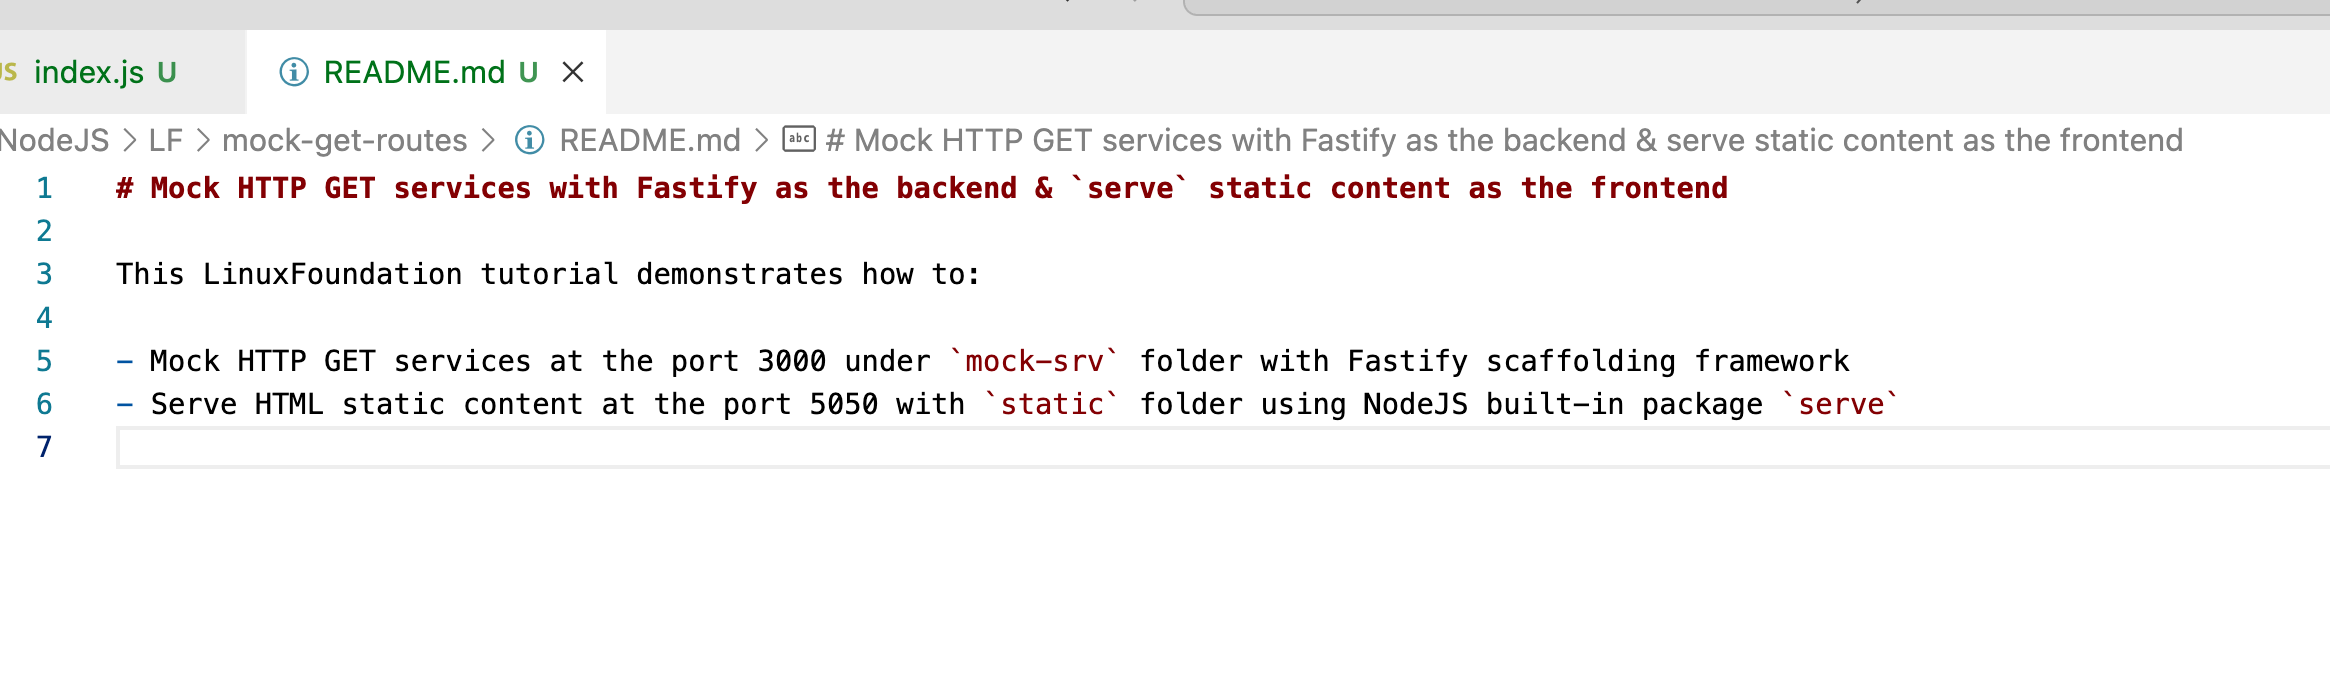 JS index.js U README.md U
NodeJS > LF > mock-get-routes > README.md > abc # Mock HTTP GET services with Fastify as the backend & serve static content as the frontend
1 # Mock HTTP GET services with Fastify as the backend & `serve` static content as the frontend
2
3 This LinuxFoundation tutorial demonstrates how to:
4
5 - Mock HTTP GET services at the port 3000 under `mock-srv` folder with Fastify scaffolding framework
6 - Serve HTML static content at the port 5050 with `static` folder using NodeJS built-in package `serve`
7